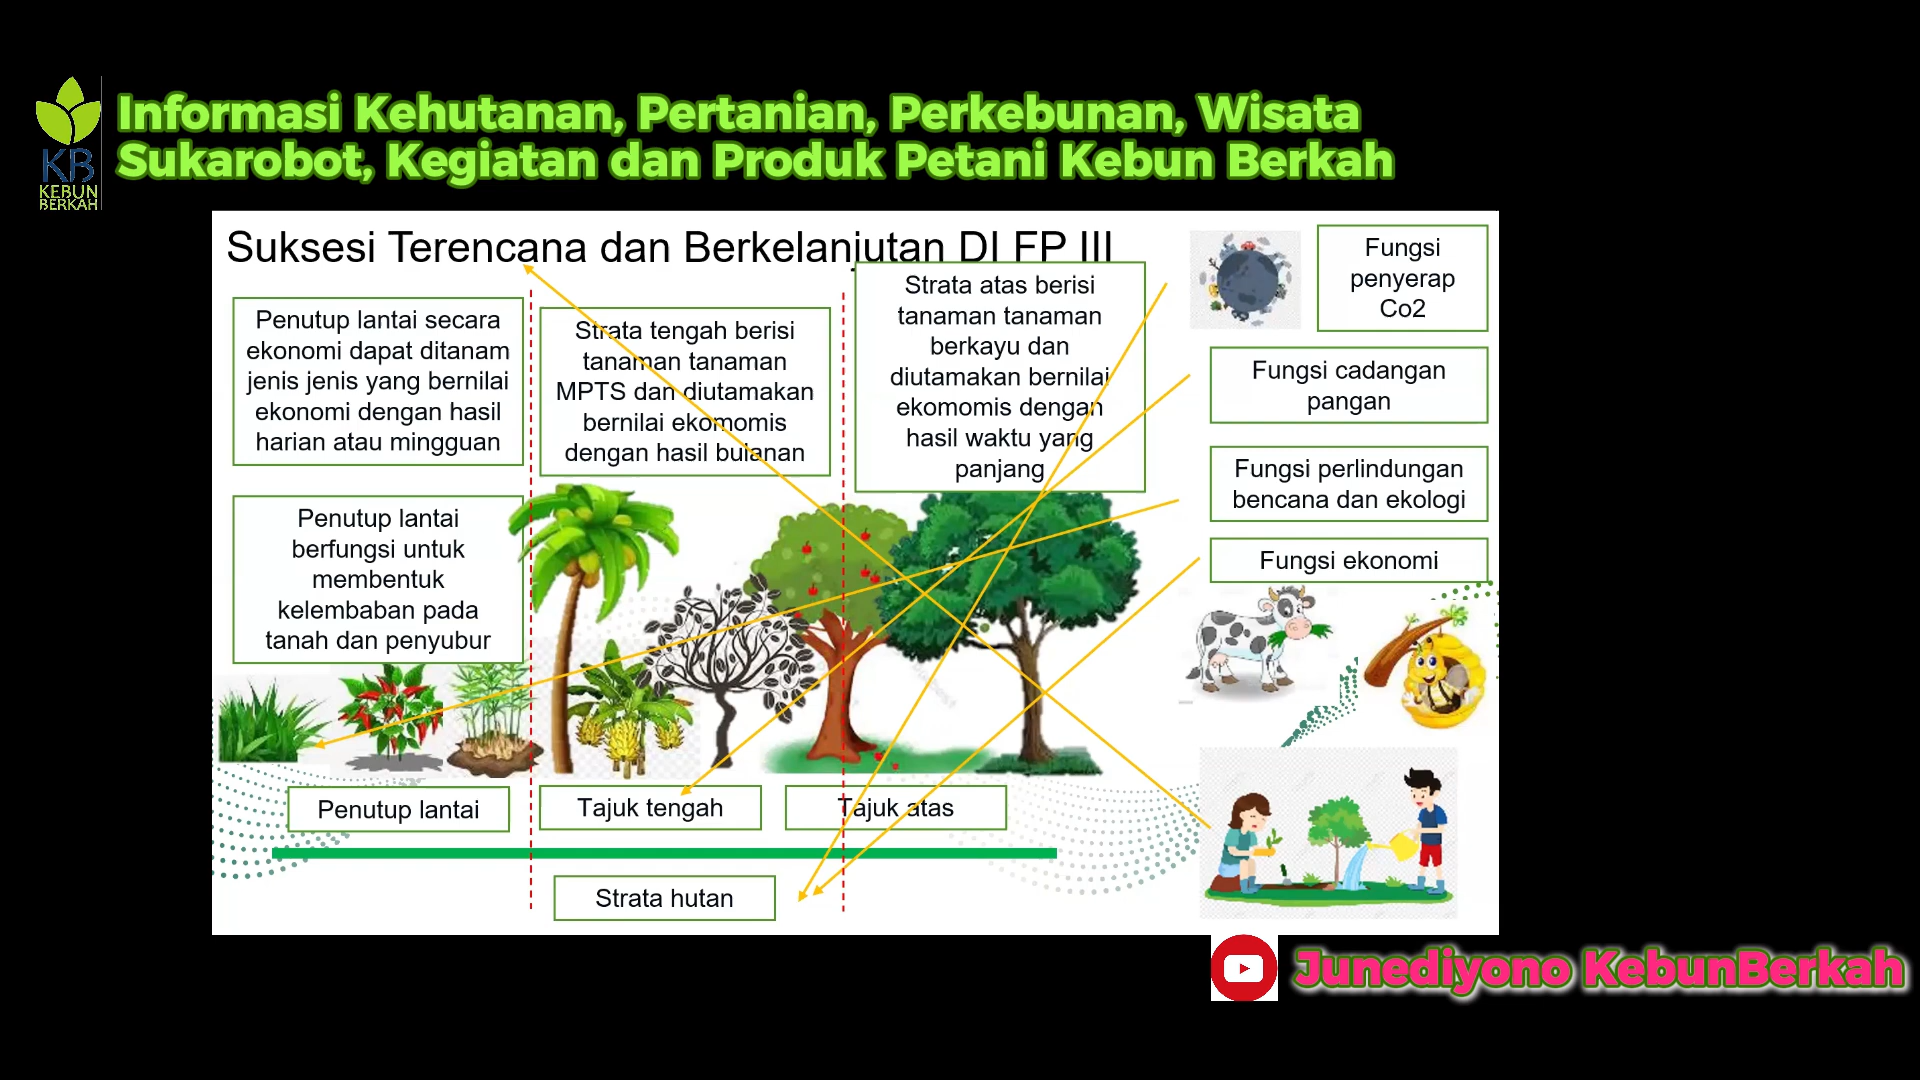 Informasi Kehutanan, Pertanian, Perkebunan, Wisata
Sukarobot, Kegiatan dan Produk Petani Kebun Berkah
KB
KEBUN
BERKAH
Suksesi Terencana dan Berkelanjutan DI FP III
Penutup lantai secara
ekonomi dapat ditanam
jenis jenis yang bernilai
ekonomi dengan hasil
harian atau mingguan
Strata tengah berisi
tanaman tanaman
MPTS dan diutamakan
bernilai ekomomis
dengan hasil bulanan
Strata atas berisi
tanaman tanaman
berkayu dan
diutamakan bernilai
ekomomis dengan
hasil waktu yang
panjang
Fungsi
penyerap
Co2
Fungsi cadangan
pangan
Fungsi perlindungan
bencana dan ekologi
Fungsi ekonomi
Penutup lantai
berfungsi untuk
membentuk
kelembaban pada
tanah dan penyubur
Penutup lantai
Tajuk tengah
Tajuk atas
Strata hutan
Junediyono KebunBerkah